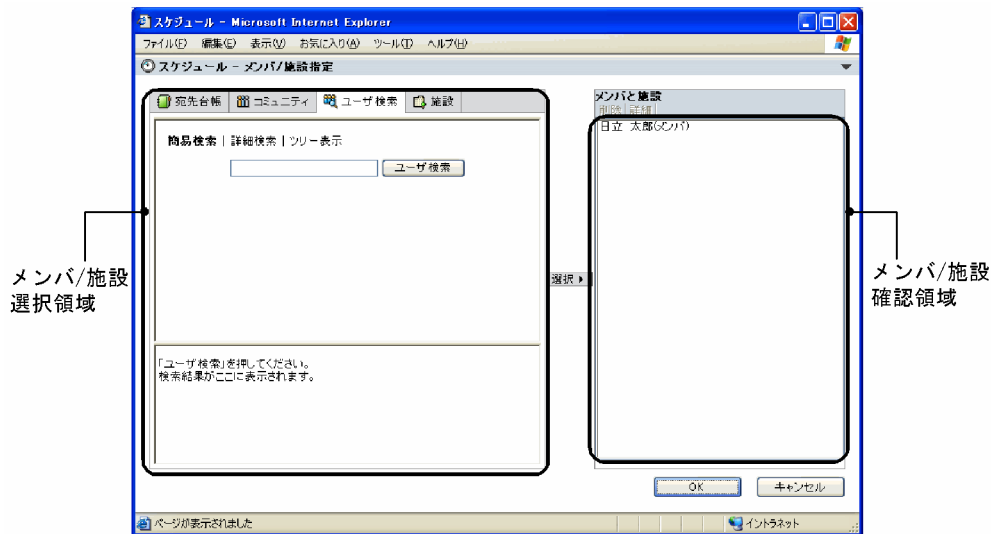 スケジュール - Microsoft Internet Explorer
ファイル(F) 編集(E) 表示(V) お気に入り(A) ツール(T) ヘルプ(H)
スケジュール - メンバ/施設指定
宛先台帳 コミュニティ ユーザ検索 施設
簡易検索 | 詳細検索 | ツリー表示
ユーザ検索
「ユーザ検索」を押してください。
検索結果がここに表示されます。
選択
メンバと施設
削除 | 詳細
日立 太郎(メンバ)
OK キャンセル
ページが表示されました イントラネット
メンバ/施設
選択領域
メンバ/施設
確認領域